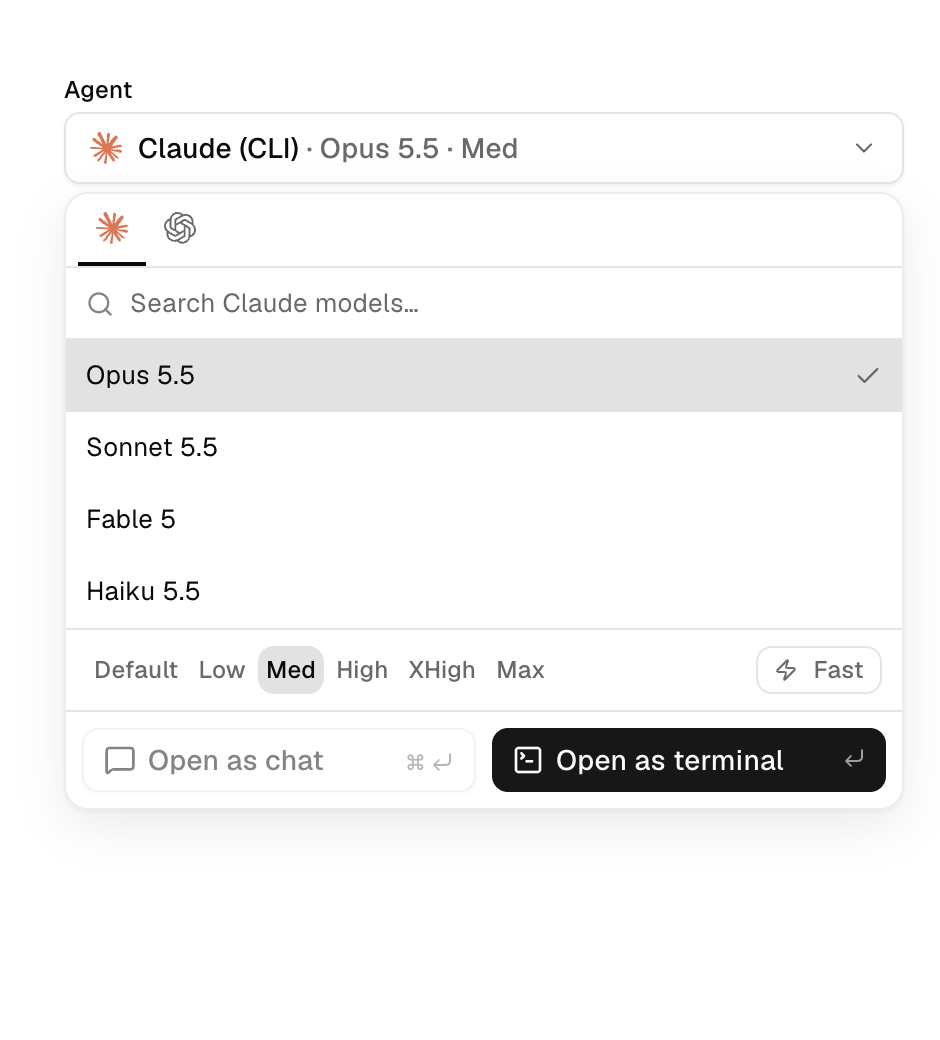 Agent
Claude (CLI) · Opus 5.5 · Med
Search Claude models…
Opus 5.5
Sonnet 5.5
Fable 5
Haiku 5.5
Default Low Med High XHigh Max Fast
Open as chat ⌘ ↵ Open as terminal ↵